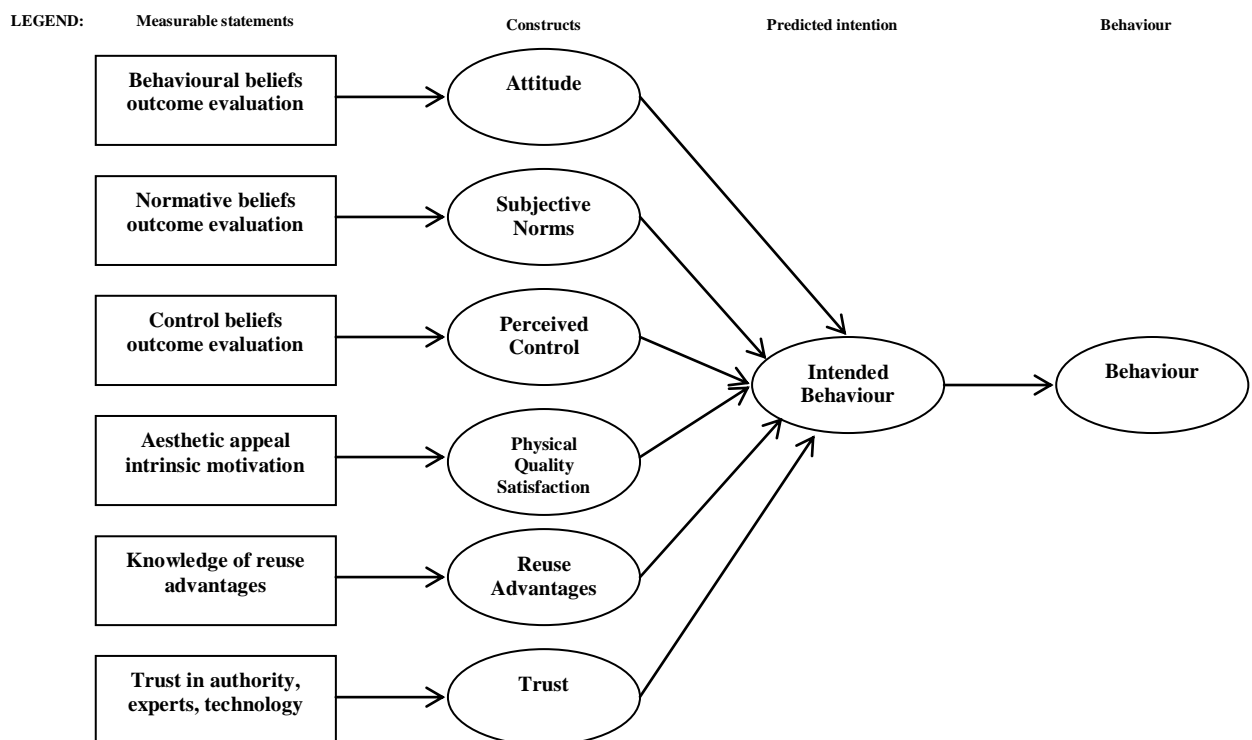 LEGEND: Measurable statements Constructs Predicted intention Behaviour
Behavioural beliefs
outcome evaluation
Attitude
Normative beliefs
outcome evaluation
Subjective
Norms
Control beliefs
outcome evaluation
Perceived
Control
Intended
Behaviour
Behaviour
Aesthetic appeal
intrinsic motivation
Physical
Quality
Satisfaction
Knowledge of reuse
advantages
Reuse
Advantages
Trust in authority,
experts, technology
Trust